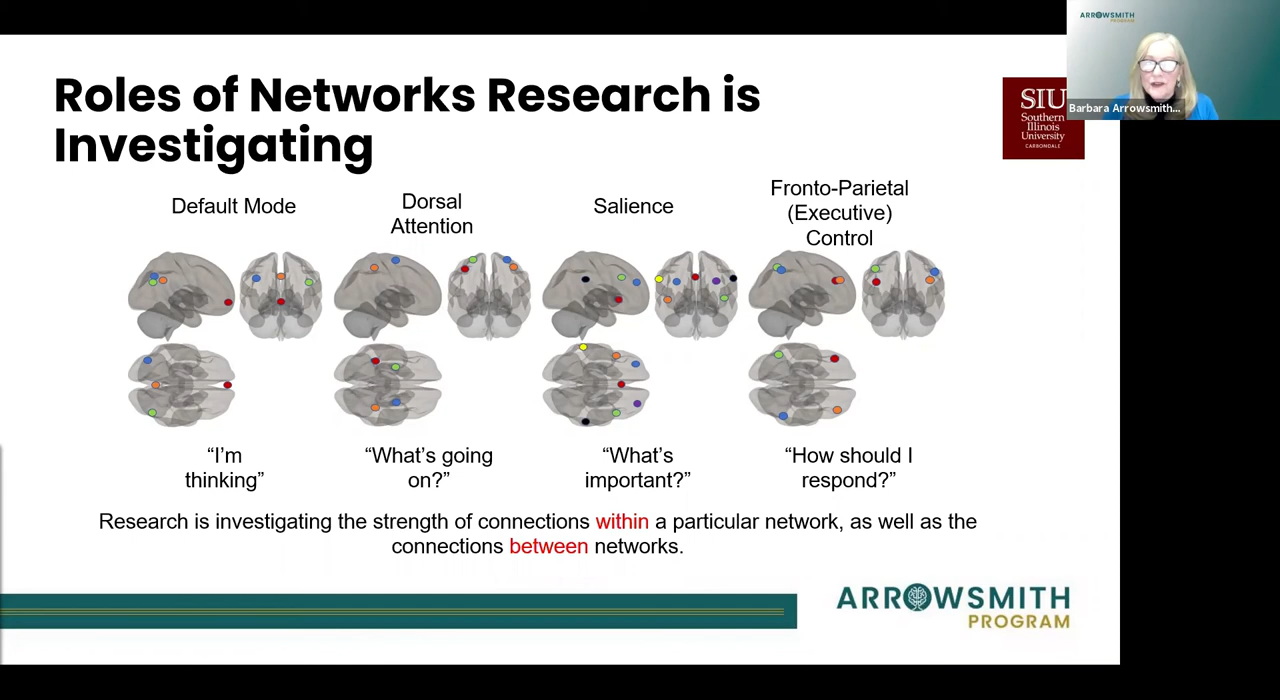 ARROWSMITH
PROGRAM
Barbara Arrowsmith...
Roles of Networks Research is
Investigating
SIU
Southern
Illinois
University
CARBONDALE
Default Mode
Dorsal
Attention
Salience
Fronto-Parietal
(Executive)
Control
“I’m
thinking”
“What’s going
on?”
“What’s
important?”
“How should I
respond?”
Research is investigating the strength of connections within a particular network, as well as the
connections between networks.
ARROWSMITH
PROGRAM